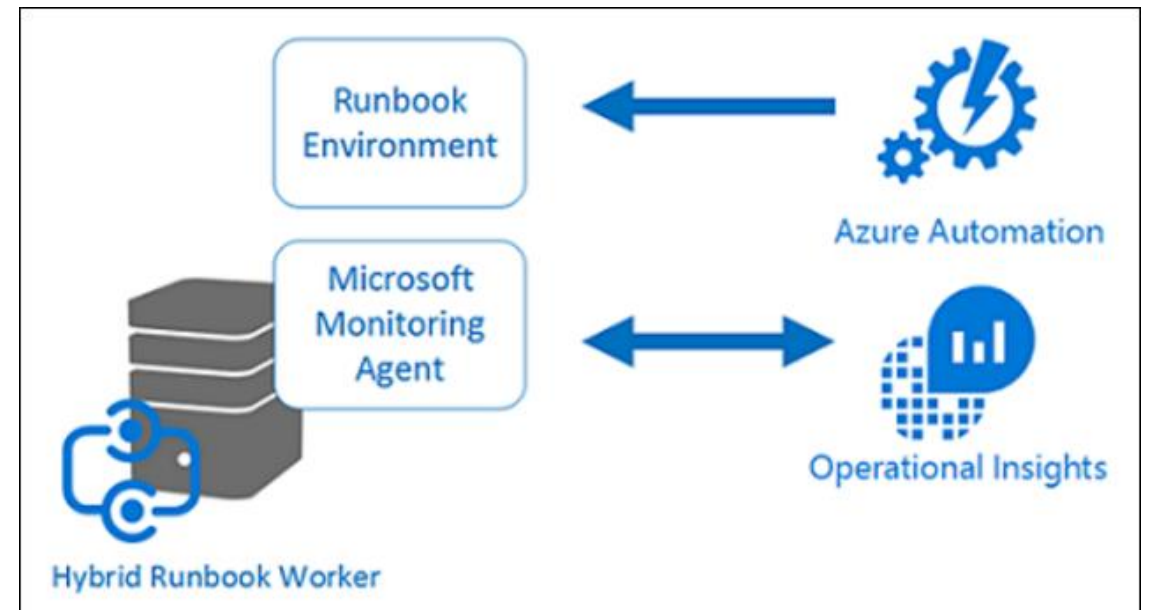 Runbook
Environment
Azure Automation
Microsoft
Monitoring
Agent
Operational Insights
Hybrid Runbook Worker